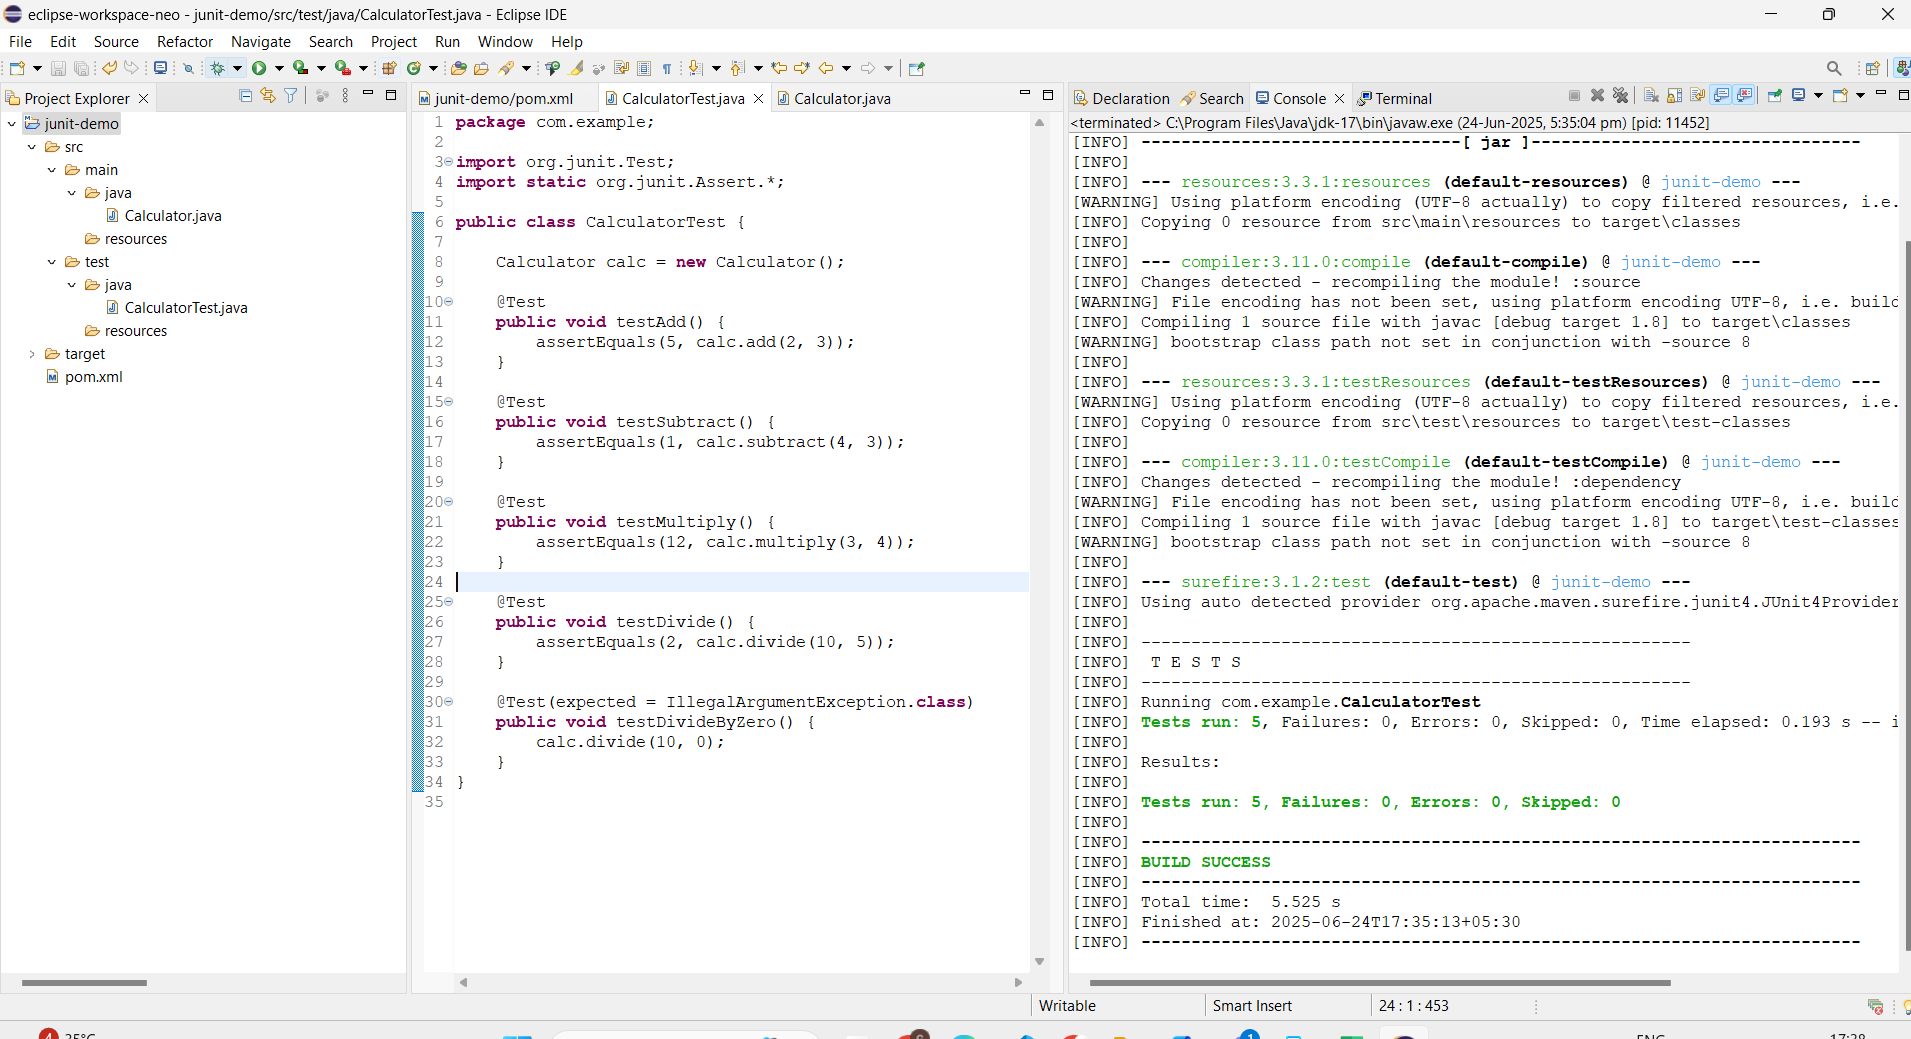 eclipse-workspace-neo - junit-demo/src/test/java/CalculatorTest.java - Eclipse IDE
File Edit Source Refactor Navigate Search Project Run Window Help
Project Explorer
junit-demo
src
main
java
Calculator.java
resources
test
java
CalculatorTest.java
resources
target
pom.xml
junit-demo/pom.xml CalculatorTest.java Calculator.java
1 package com.example;
2
3 import org.junit.Test;
4 import static org.junit.Assert.*;
5
6 public class CalculatorTest {
7
8 Calculator calc = new Calculator();
9
10 @Test
11 public void testAdd() {
12 assertEquals(5, calc.add(2, 3));
13 }
14
15 @Test
16 public void testSubtract() {
17 assertEquals(1, calc.subtract(4, 3));
18 }
19
20 @Test
21 public void testMultiply() {
22 assertEquals(12, calc.multiply(3, 4));
23 }
24
25 @Test
26 public void testDivide() {
27 assertEquals(2, calc.divide(10, 5));
28 }
29
30 @Test(expected = IllegalArgumentException.class)
31 public void testDivideByZero() {
32 calc.divide(10, 0);
33 }
34 }
35
Declaration Search Console Terminal
<terminated> C:\Program Files\Java\jdk-17\bin\javaw.exe (24-Jun-2025, 5:35:04 pm) [pid: 11452]
[INFO] --------------------------------[ jar ]---------------------------------
[INFO]
[INFO] --- resources:3.3.1:resources (default-resources) @ junit-demo ---
[WARNING] Using platform encoding (UTF-8 actually) to copy filtered resources, i.e.
[INFO] Copying 0 resource from src\main\resources to target\classes
[INFO]
[INFO] --- compiler:3.11.0:compile (default-compile) @ junit-demo ---
[INFO] Changes detected - recompiling the module! :source
[WARNING] File encoding has not been set, using platform encoding UTF-8, i.e. build
[INFO] Compiling 1 source file with javac [debug target 1.8] to target\classes
[WARNING] bootstrap class path not set in conjunction with -source 8
[INFO]
[INFO] --- resources:3.3.1:testResources (default-testResources) @ junit-demo ---
[WARNING] Using platform encoding (UTF-8 actually) to copy filtered resources, i.e.
[INFO] Copying 0 resource from src\test\resources to target\test-classes
[INFO]
[INFO] --- compiler:3.11.0:testCompile (default-testCompile) @ junit-demo ---
[INFO] Changes detected - recompiling the module! :dependency
[WARNING] File encoding has not been set, using platform encoding UTF-8, i.e. build
[INFO] Compiling 1 source file with javac [debug target 1.8] to target\test-classes
[WARNING] bootstrap class path not set in conjunction with -source 8
[INFO]
[INFO] --- surefire:3.1.2:test (default-test) @ junit-demo ---
[INFO] Using auto detected provider org.apache.maven.surefire.junit4.JUnit4Provider
[INFO]
[INFO] -------------------------------------------------------
[INFO] T E S T S
[INFO] -------------------------------------------------------
[INFO] Running com.example.CalculatorTest
[INFO] Tests run: 5, Failures: 0, Errors: 0, Skipped: 0, Time elapsed: 0.193 s -- i
[INFO]
[INFO] Results:
[INFO]
[INFO] Tests run: 5, Failures: 0, Errors: 0, Skipped: 0
[INFO]
[INFO] ------------------------------------------------------------------------
[INFO] BUILD SUCCESS
[INFO] ------------------------------------------------------------------------
[INFO] Total time: 5.525 s
[INFO] Finished at: 2025-06-24T17:35:13+05:30
[INFO] ------------------------------------------------------------------------
Writable Smart Insert 24 : 1 : 453